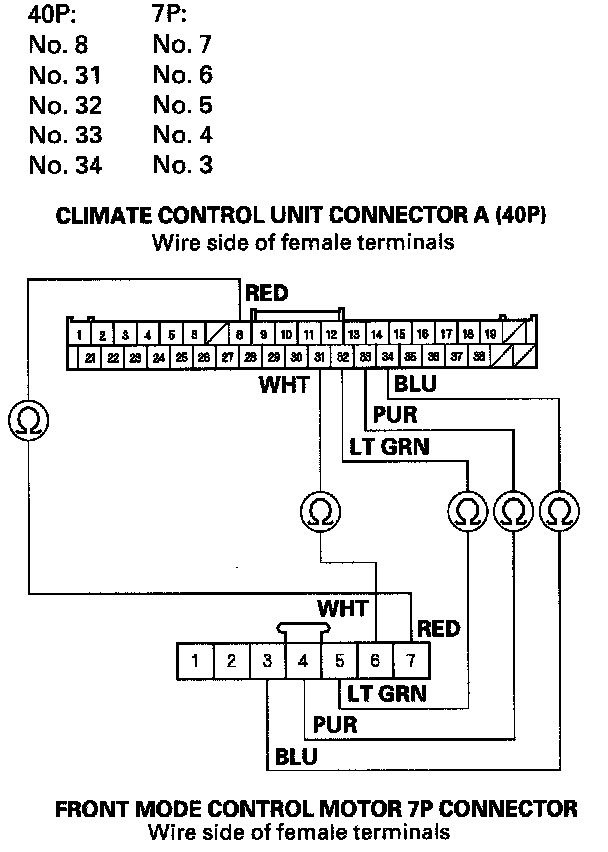 40P: 7P:
No. 8 No. 7
No. 31 No. 6
No. 32 No. 5
No. 33 No. 4
No. 34 No. 3
CLIMATE CONTROL UNIT CONNECTOR A (40P)
Wire side of female terminals
RED
1 2 3 4 5 6 8 9 10 11 12 13 14 15 16 17 18 19
21 22 23 24 25 26 27 28 29 30 31 32 33 34 35 36 37 38
WHT
BLU
PUR
LT GRN
Ω
Ω Ω Ω Ω
WHT
RED
1 2 3 4 5 6 7
LT GRN
PUR
BLU
FRONT MODE CONTROL MOTOR 7P CONNECTOR
Wire side of female terminals